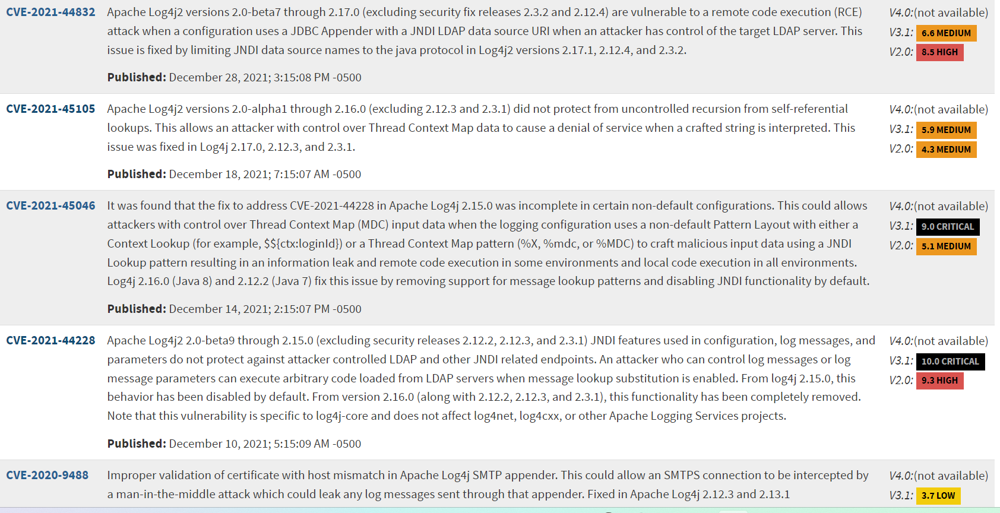 CVE-2021-44832 Apache Log4j2 versions 2.0-beta7 through 2.17.0 (excluding security fix releases 2.3.2 and 2.12.4) are vulnerable to a remote code execution (RCE) V4.0:(not available)
attack when a configuration uses a JDBC Appender with a JNDI LDAP data source URI when an attacker has control of the target LDAP server. This V3.1: 6.6 MEDIUM
issue is fixed by limiting JNDI data source names to the java protocol in Log4j2 versions 2.17.1, 2.12.4, and 2.3.2. V2.0: 8.5 HIGH
Published: December 28, 2021; 3:15:08 PM -0500
CVE-2021-45105 Apache Log4j2 versions 2.0-alpha1 through 2.16.0 (excluding 2.12.3 and 2.3.1) did not protect from uncontrolled recursion from self-referential V4.0:(not available)
lookups. This allows an attacker with control over Thread Context Map data to cause a denial of service when a crafted string is interpreted. This V3.1: 5.9 MEDIUM
issue was fixed in Log4j 2.17.0, 2.12.3, and 2.3.1. V2.0: 4.3 MEDIUM
Published: December 18, 2021; 7:15:07 AM -0500
CVE-2021-45046 It was found that the fix to address CVE-2021-44228 in Apache Log4j 2.15.0 was incomplete in certain non-default configurations. This could allows V4.0:(not available)
attackers with control over Thread Context Map (MDC) input data when the logging configuration uses a non-default Pattern Layout with either a V3.1: 9.0 CRITICAL
Context Lookup (for example, $${ctx:loginId}) or a Thread Context Map pattern (%X, %mdc, or %MDC) to craft malicious input data using a JNDI V2.0: 5.1 MEDIUM
Lookup pattern resulting in an information leak and remote code execution in some environments and local code execution in all environments.
Log4j 2.16.0 (Java 8) and 2.12.2 (Java 7) fix this issue by removing support for message lookup patterns and disabling JNDI functionality by default.
Published: December 14, 2021; 2:15:07 PM -0500
CVE-2021-44228 Apache Log4j2 2.0-beta9 through 2.15.0 (excluding security releases 2.12.2, 2.12.3, and 2.3.1) JNDI features used in configuration, log messages, and V4.0:(not available)
parameters do not protect against attacker controlled LDAP and other JNDI related endpoints. An attacker who can control log messages or log V3.1: 10.0 CRITICAL
message parameters can execute arbitrary code loaded from LDAP servers when message lookup substitution is enabled. From log4j 2.15.0, this V2.0: 9.3 HIGH
behavior has been disabled by default. From version 2.16.0 (along with 2.12.2, 2.12.3, and 2.3.1), this functionality has been completely removed.
Note that this vulnerability is specific to log4j-core and does not affect log4net, log4cxx, or other Apache Logging Services projects.
Published: December 10, 2021; 5:15:09 AM -0500
CVE-2020-9488 Improper validation of certificate with host mismatch in Apache Log4j SMTP appender. This could allow an SMTPS connection to be intercepted by V4.0:(not available)
a man-in-the-middle attack which could leak any log messages sent through that appender. Fixed in Apache Log4j 2.12.3 and 2.13.1 V3.1: 3.7 LOW